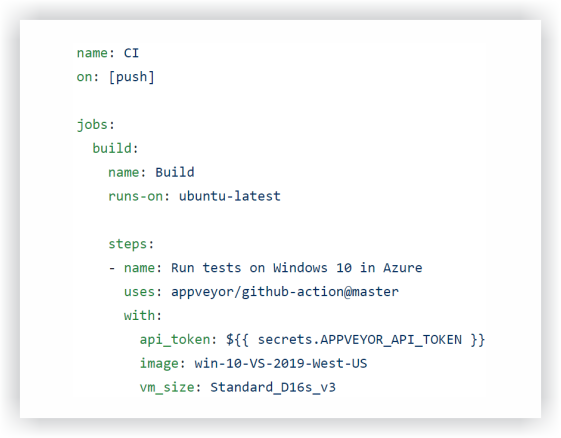 name: CI
on: [push]

jobs:
  build:
    name: Build
    runs-on: ubuntu-latest

    steps:
    - name: Run tests on Windows 10 in Azure
      uses: appveyor/github-action@master
      with:
        api_token: ${{ secrets.APPVEYOR_API_TOKEN }}
        image: win-10-VS-2019-West-US
        vm_size: Standard_D16s_v3